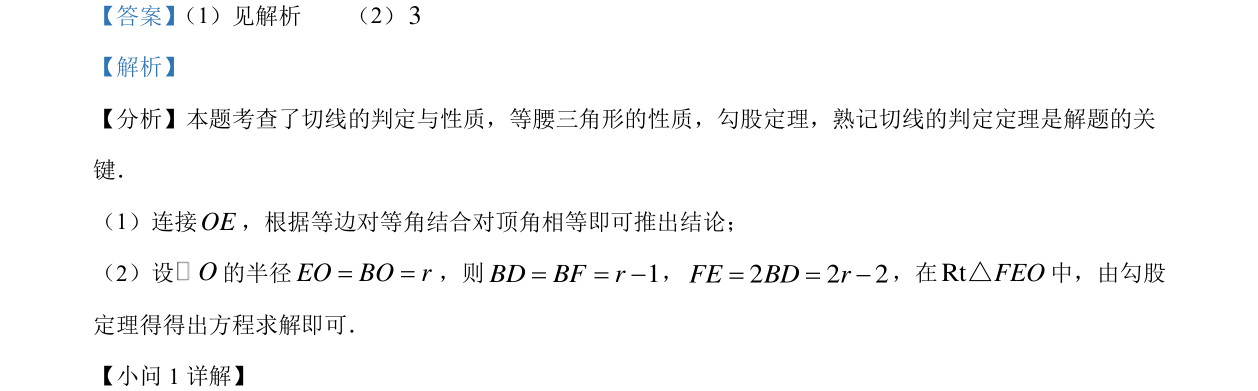 【答案】（1）见解析 （2）3
【解析】
【分析】本题考查了切线的判定与性质，等腰三角形的性质，勾股定理，熟记切线的判定定理是解题的关
键．
（1）连接OE，根据等边对等角结合对顶角相等即可推出结论；
（2）设□ O的半径EO = BO = r，则BD = BF = r −1，FE = 2BD = 2r − 2，在Rt△FEO中，由勾股
定理得得出方程求解即可．
【小问 1 详解】